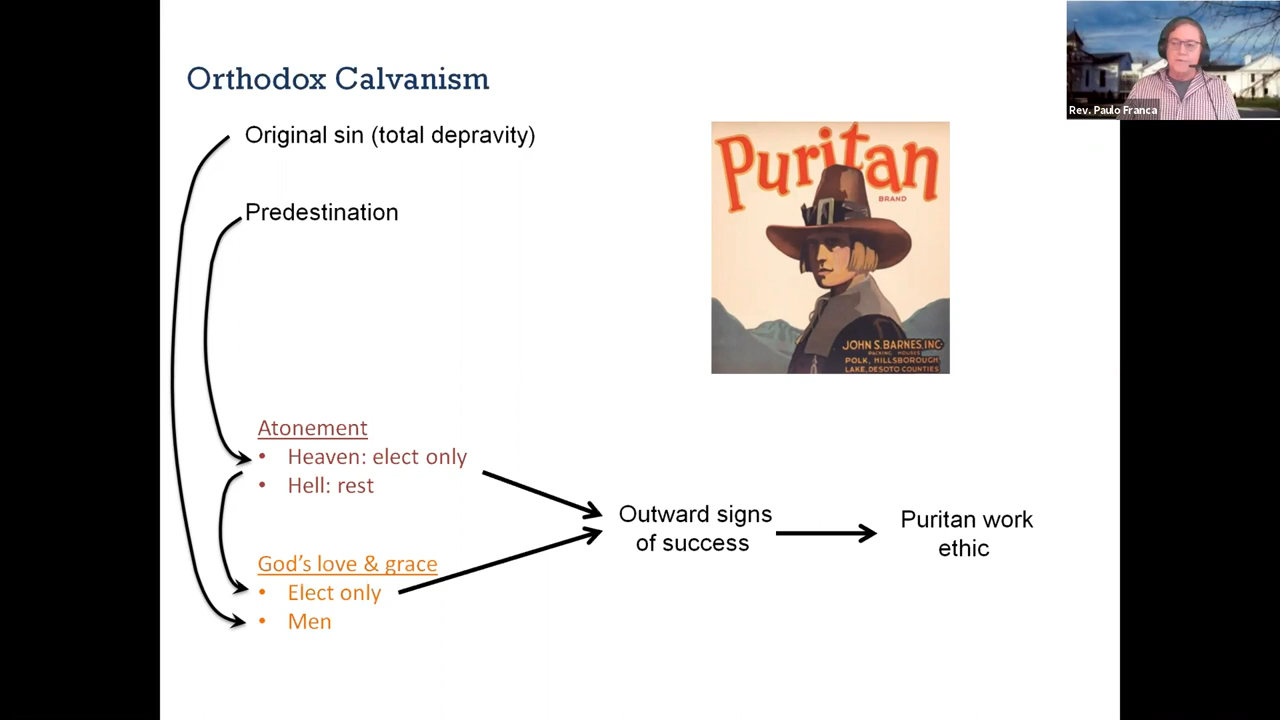 Orthodox Calvanism
Rev. Paulo Franca
Original sin (total depravity)
Predestination
Puritan
BRAND
JOHN S. BARNES, INC.
PACKING HOUSES
POLK, HILLSBOROUGH
LAKE, DESOTO COUNTIES
Atonement
• Heaven: elect only
• Hell: rest
Outward signs
of success
Puritan work
ethic
God's love & grace
• Elect only
• Men